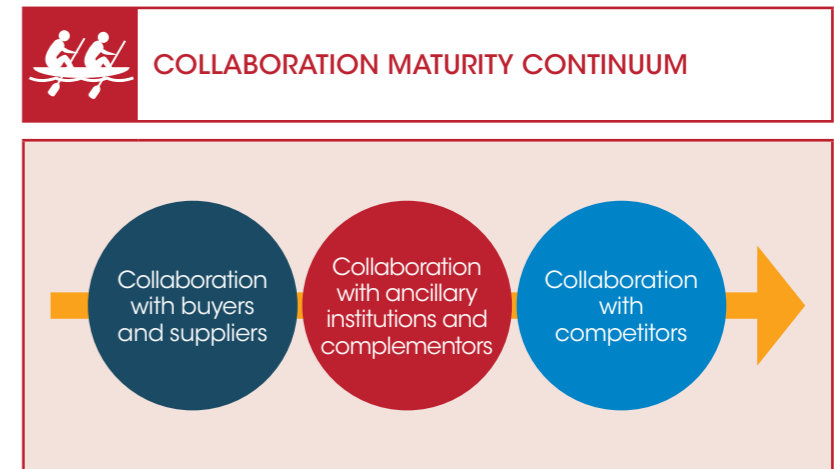 COLLABORATION MATURITY CONTINUUM
Collaboration
with buyers
and suppliers
Collaboration
with ancillary
institutions and
complementors
Collaboration
with
competitors